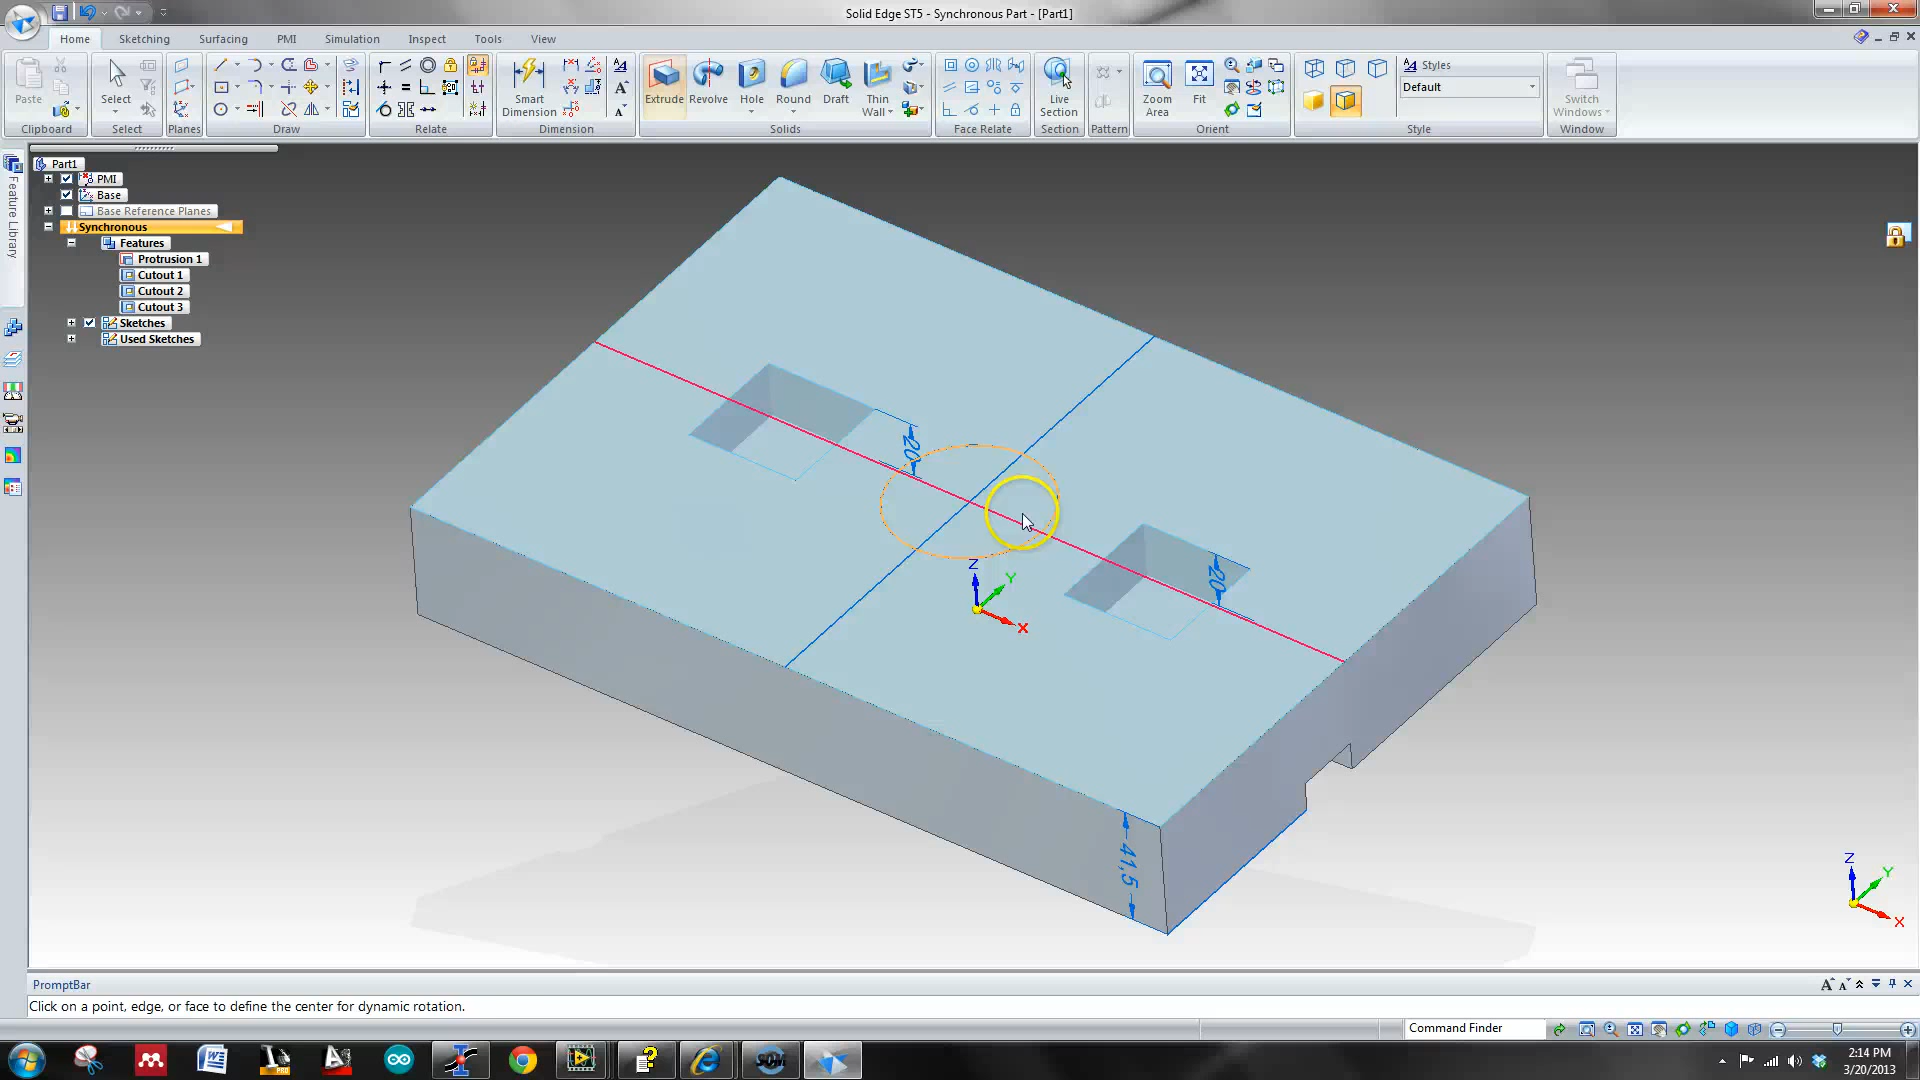 Solid Edge ST5 - Synchronous Part - [Part1]
Home
Sketching
Surfacing
PMI
Simulation
Inspect
Tools
View
Paste
Select
Smart Dimension
Extrude
Revolve
Hole
Round
Draft
Thin Wall
Live Section
Zoom Area
Fit
Styles
Default
Switch Windows
Clipboard
Select
Planes
Draw
Relate
Dimension
Solids
Face Relate
Section
Pattern
Orient
Style
Window
Feature Library
Part1
PMI
Base
Base Reference Planes
Synchronous
Features
Protrusion 1
Cutout 1
Cutout 2
Cutout 3
Sketches
Used Sketches
20
20
Z
Y
X
41,5
Z
Y
X
PromptBar
Click on a point, edge, or face to define the center for dynamic rotation.
Command Finder
PRO
SOM
2:14 PM
3/20/2013